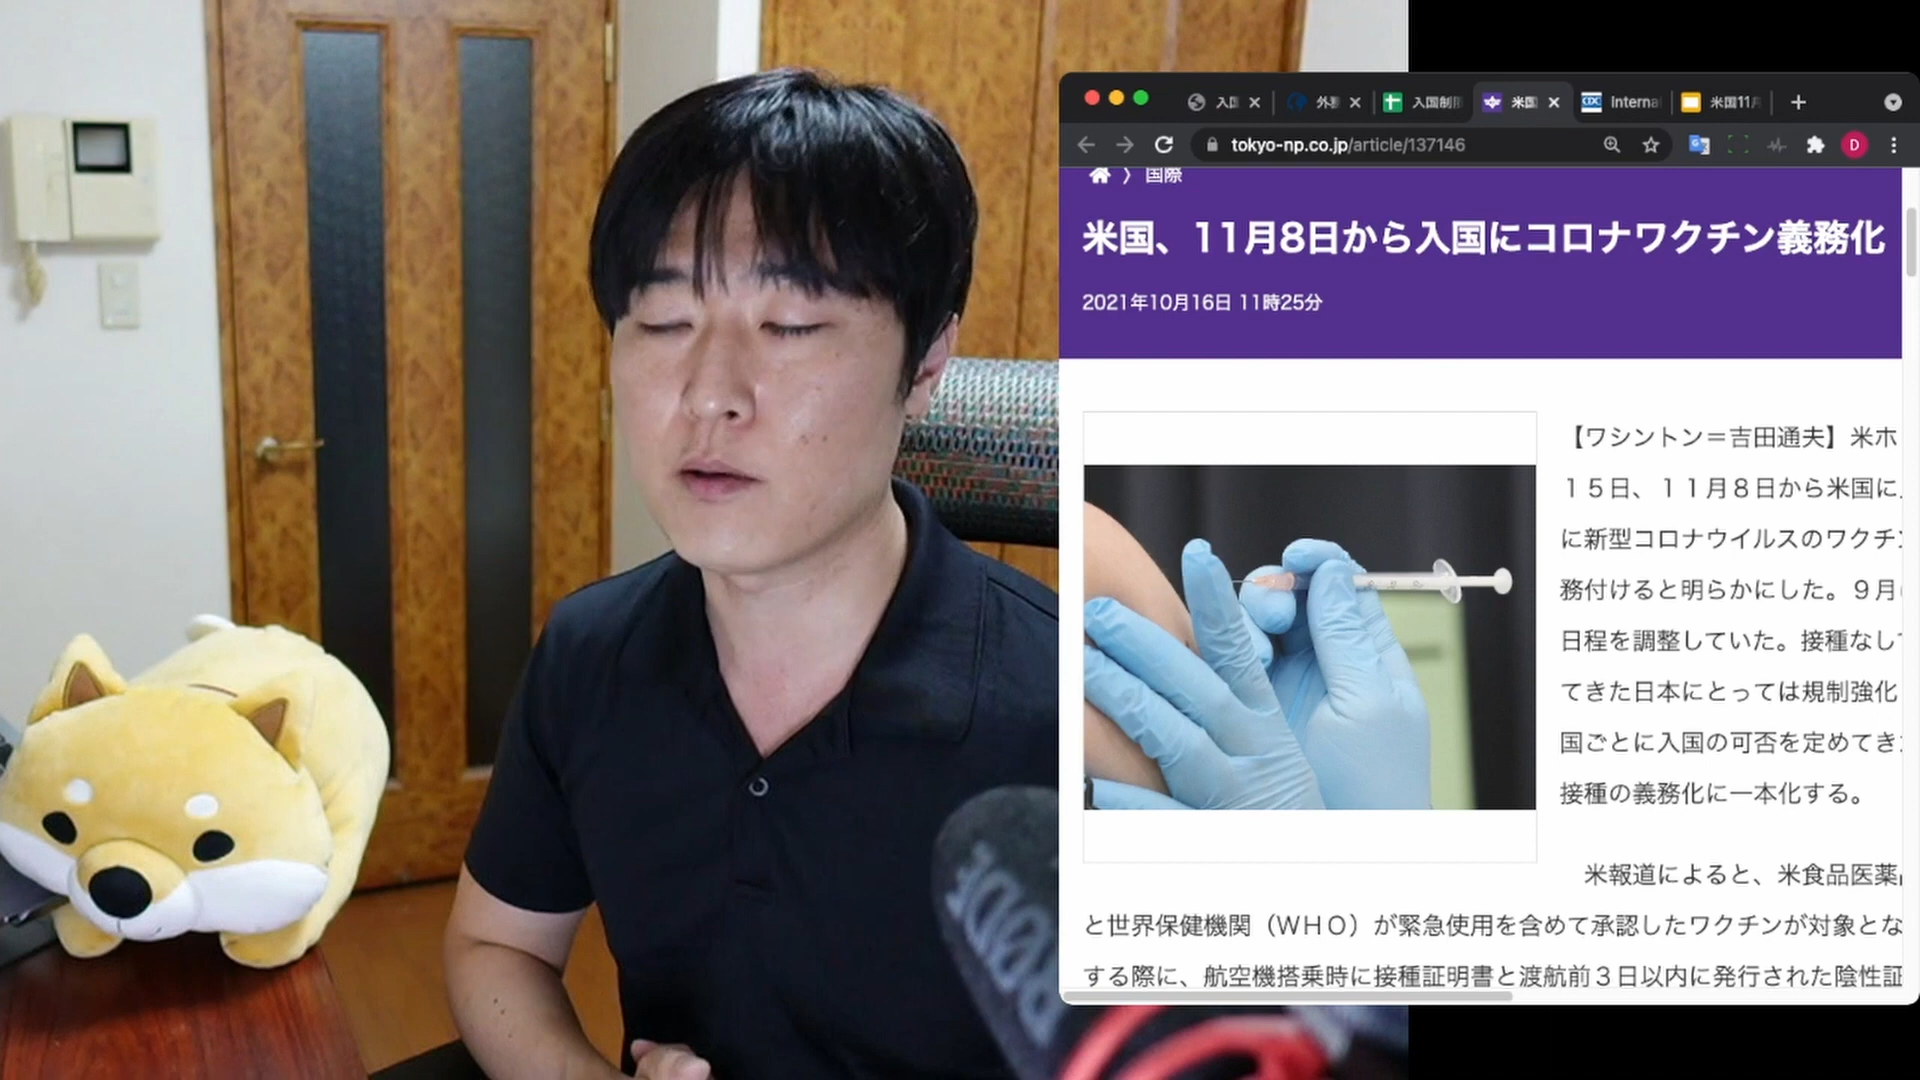 入国
外務
入国制限
米国
CDC
Interna
米国11月
tokyo-np.co.jp/article/137146
D
国際
米国、11月8日から入国にコロナワクチン義務化
2021年10月16日 11時25分
【ワシントン＝吉田通夫】米ホ
１５日、１１月８日から米国に
に新型コロナウイルスのワクチ
務付けると明らかにした。９月
日程を調整していた。接種なし
てきた日本にとっては規制強化
国ごとに入国の可否を定めてき
接種の義務化に一本化する。
米報道によると、米食品医薬
と世界保健機関（ＷＨＯ）が緊急使用を含めて承認したワクチンが対象とな
する際に、航空機搭乗時に接種証明書と渡航前３日以内に発行された陰性証
RODE